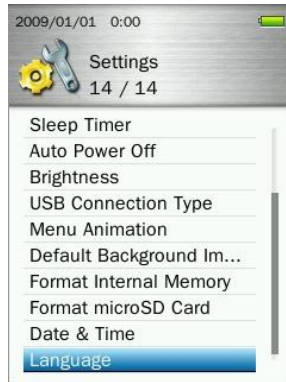 2009/01/01 0:00
Settings
14 / 14
Sleep Timer
Auto Power Off
Brightness
USB Connection Type
Menu Animation
Default Background Im...
Format Internal Memory
Format microSD Card
Date & Time
Language